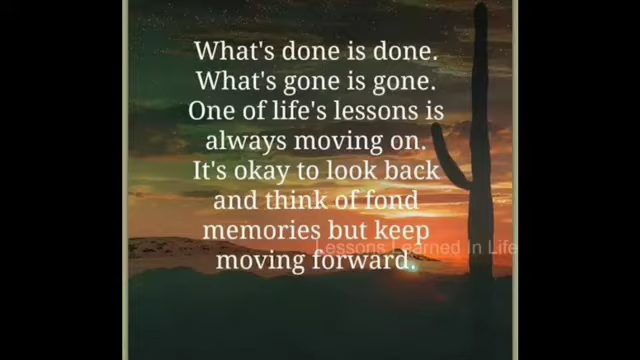 What's done is done.
What's gone is gone.
One of life's lessons is
always moving on.
It's okay to look back
and think of fond
memories but keep
moving forward.
Lessons Learned In Life